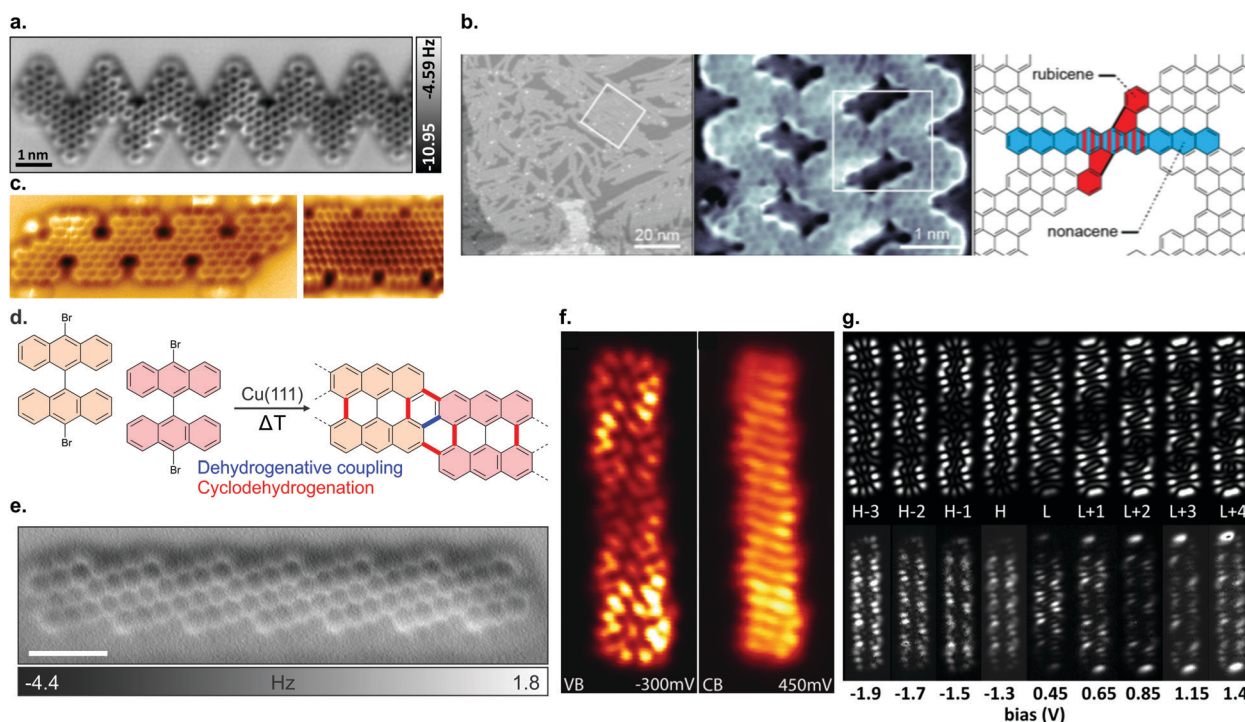 a.
-4.59 Hz
-10.95
1 nm
b.
20 nm
1 nm
rubicene
nonacene
c.
d.
Br
Br
Br
Br
Cu(111)
ΔT
Dehydrogenative coupling
Cyclodehydrogenation
e.
-4.4
Hz
1.8
f.
VB
-300mV
CB
450mV
g.
H-3 H-2 H-1 H L L+1 L+2 L+3 L+4
-1.9 -1.7 -1.5 -1.3 0.45 0.65 0.85 1.15 1.4
bias (V)